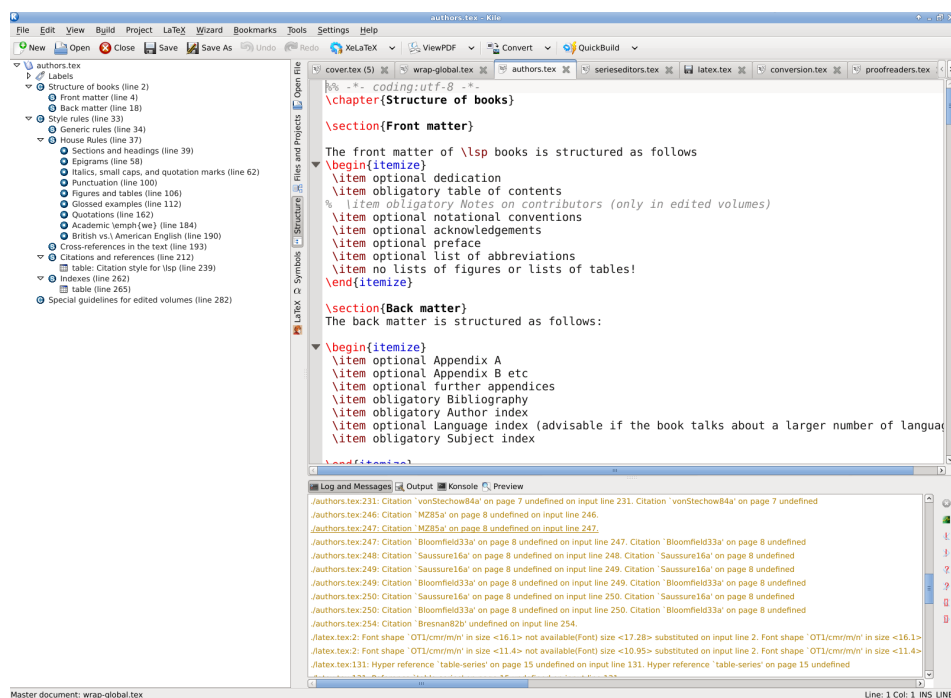 authors.tex - Kile
File Edit View Build Project LaTeX Wizard Bookmarks Tools Settings Help
New Open Close Save Save As Undo Redo XeLaTeX ViewPDF Convert QuickBuild
authors.tex
Labels
Structure of books (line 2)
Front matter (line 4)
Back matter (line 18)
Style rules (line 33)
Generic rules (line 34)
House Rules (line 37)
Sections and headings (line 39)
Epigrams (line 58)
Italics, small caps, and quotation marks (line 62)
Punctuation (line 100)
Figures and tables (line 106)
Glossed examples (line 112)
Quotations (line 162)
Academic \emph{we} (line 184)
British vs.\ American English (line 190)
Cross-references in the text (line 193)
Citations and references (line 212)
table: Citation style for \lsp (line 239)
Indexes (line 262)
table (line 265)
Special guidelines for edited volumes (line 282)
Open File
Files and Projects
Structure
Symbols
LaTeX
cover.tex (5) wrap-global.tex authors.tex serieseditors.tex latex.tex conversion.tex proofreaders.tex
%% -*- coding:utf-8 -*-
\chapter{Structure of books}
\section{Front matter}
The front matter of \lsp books is structured as follows
\begin{itemize}
\item optional dedication
\item obligatory table of contents
% \item obligatory Notes on contributors (only in edited volumes)
\item optional notational conventions
\item optional acknowledgements
\item optional preface
\item optional list of abbreviations
\item no lists of figures or lists of tables!
\end{itemize}
\section{Back matter}
The back matter is structured as follows:
\begin{itemize}
\item optional Appendix A
\item optional Appendix B etc
\item optional further appendices
\item obligatory Bibliography
\item obligatory Author index
\item optional Language index (advisable if the book talks about a larger number of languag
\item obligatory Subject index
\end{itemize}
Log and Messages Output Konsole Preview
./authors.tex:231: Citation `vonStechow84a' on page 7 undefined on input line 231. Citation `vonStechow84a' on page 7 undefined
./authors.tex:246: Citation `MZ85a' on page 8 undefined on input line 246.
./authors.tex:247: Citation `MZ85a' on page 8 undefined on input line 247.
./authors.tex:247: Citation `Bloomfield33a' on page 8 undefined on input line 247. Citation `Bloomfield33a' on page 8 undefined
./authors.tex:248: Citation `Saussure16a' on page 8 undefined on input line 248. Citation `Saussure16a' on page 8 undefined
./authors.tex:249: Citation `Saussure16a' on page 8 undefined on input line 249. Citation `Saussure16a' on page 8 undefined
./authors.tex:249: Citation `Bloomfield33a' on page 8 undefined on input line 249. Citation `Bloomfield33a' on page 8 undefined
./authors.tex:250: Citation `Saussure16a' on page 8 undefined on input line 250. Citation `Saussure16a' on page 8 undefined
./authors.tex:250: Citation `Bloomfield33a' on page 8 undefined on input line 250. Citation `Bloomfield33a' on page 8 undefined
./authors.tex:254: Citation `Bresnan82b' undefined on input line 254.
./latex.tex:2: Font shape `OT1/cmr/m/n' in size <16.1> not available(Font) size <17.28> substituted on input line 2. Font shape `OT1/cmr/m/n' in size <16.1>
./latex.tex:2: Font shape `OT1/cmr/m/n' in size <11.4> not available(Font) size <10.95> substituted on input line 2. Font shape `OT1/cmr/m/n' in size <11.4>
./latex.tex:131: Hyper reference `table-series' on page 15 undefined on input line 131. Hyper reference `table-series' on page 15 undefined
Master document: wrap-global.tex
Line: 1 Col: 1 INS LINE